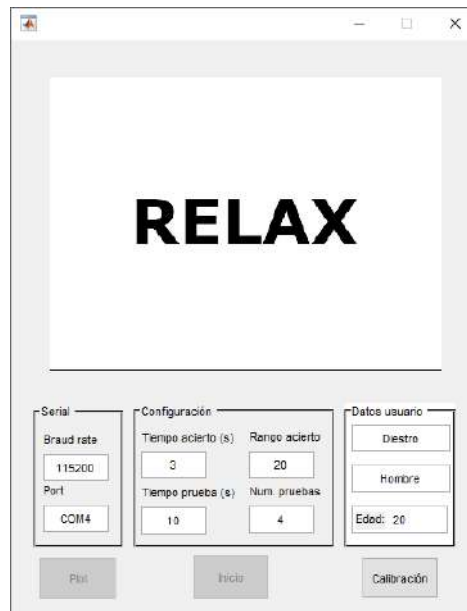 RELAX
Serial
Braud rate
115200
Port
COM4
Configuración
Tiempo acierto (s) Rango acierto
3 20
Tiempo prueba (s) Num. pruebas
10 4
Datos usuario
Diestro
Hombre
Edad: 20
Plot Inicio Calibración